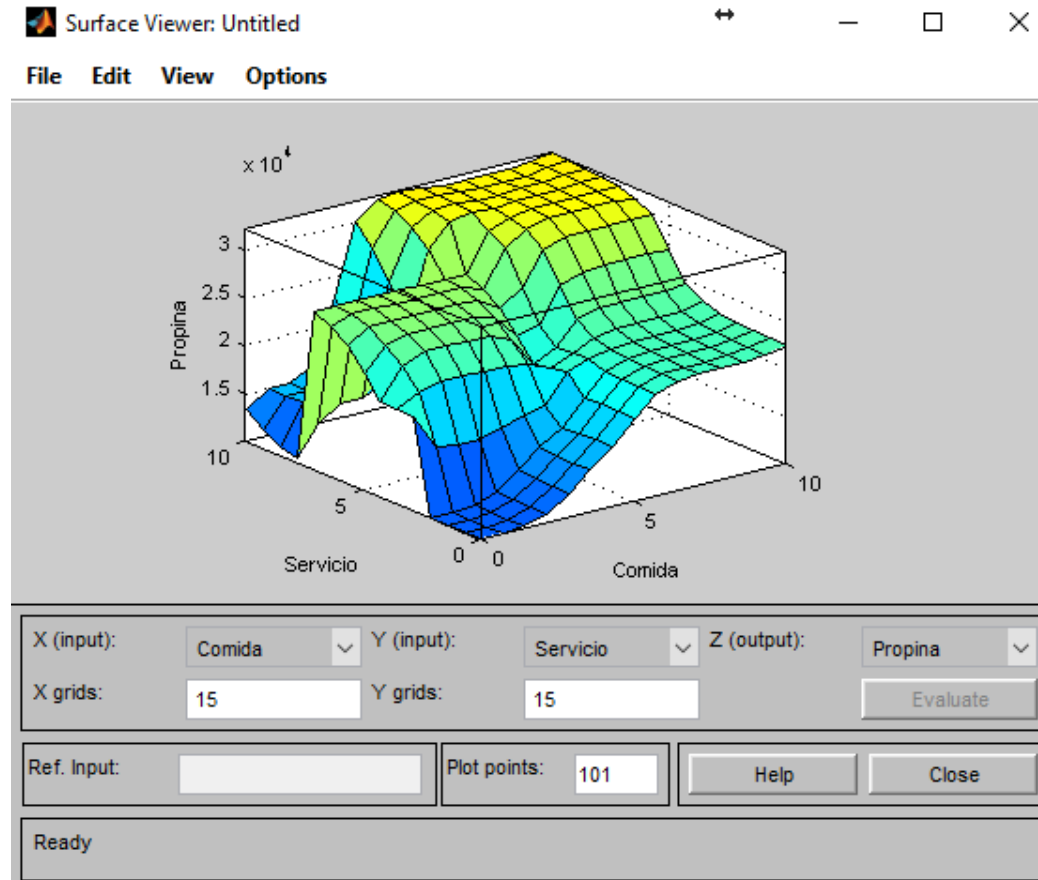 Surface Viewer: Untitled
File Edit View Options
x 10^4
3
2.5
2
1.5
Propina
10
5
0
Servicio
0
5
10
Comida
X (input): Comida Y (input): Servicio Z (output): Propina
X grids: 15 Y grids: 15 Evaluate
Ref. Input: Plot points: 101 Help Close
Ready